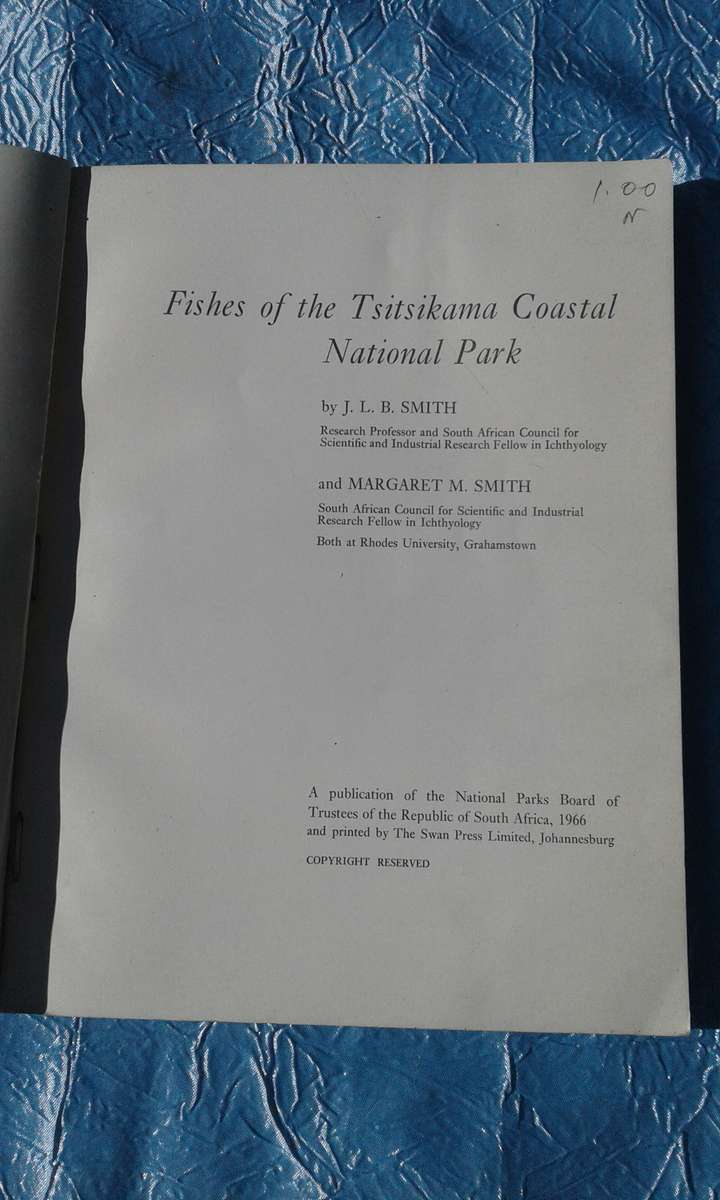 1.00
N
Fishes of the Tsitsikama Coastal
National Park
by J. L. B. SMITH
Research Professor and South African Council for
Scientific and Industrial Research Fellow in Ichthyology
and MARGARET M. SMITH
South African Council for Scientific and Industrial
Research Fellow in Ichthyology
Both at Rhodes University, Grahamstown
A publication of the National Parks Board of
Trustees of the Republic of South Africa, 1966
and printed by The Swan Press Limited, Johannesburg
COPYRIGHT RESERVED